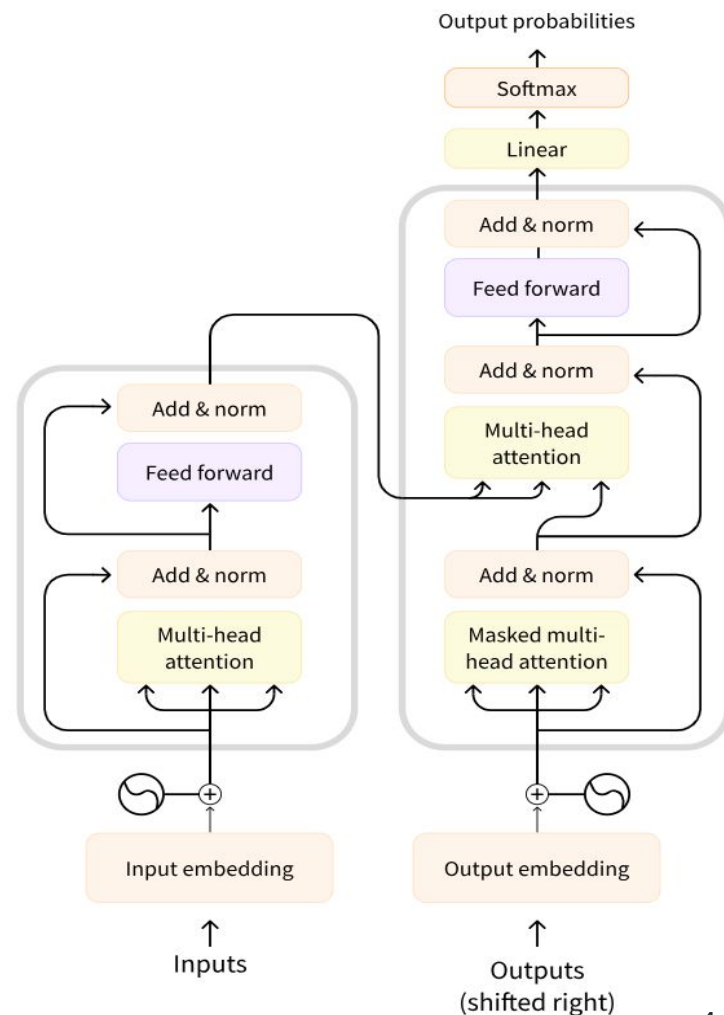 Output probabilities
Softmax
Linear
Add & norm
Feed forward
Add & norm
Multi-head
attention
Add & norm
Masked multi-
head attention
Output embedding
Outputs
(shifted right)
Add & norm
Feed forward
Add & norm
Multi-head
attention
Input embedding
Inputs